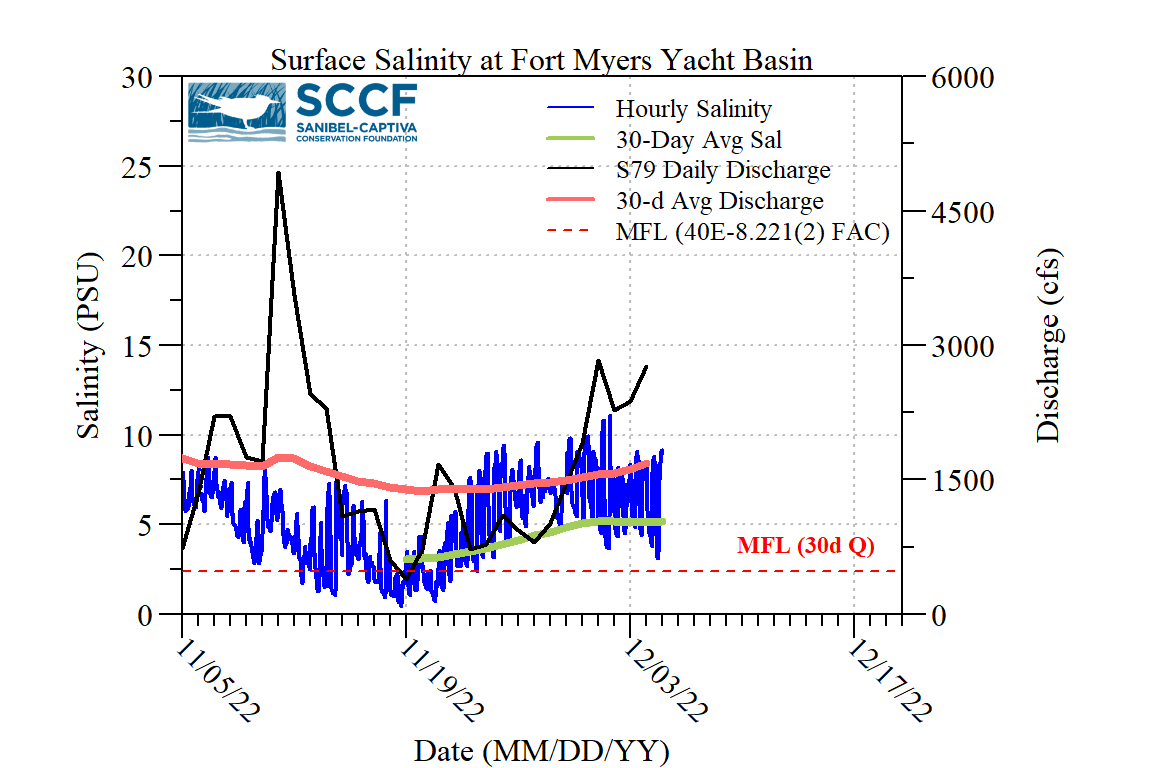 Surface Salinity at Fort Myers Yacht Basin
SCCF
SANIBEL-CAPTIVA
CONSERVATION FOUNDATION
Hourly Salinity
30-Day Avg Sal
S79 Daily Discharge
30-d Avg Discharge
MFL (40E-8.221(2) FAC)
30
25
20
15
10
5
0
Salinity (PSU)
6000
4500
3000
1500
0
Discharge (cfs)
MFL (30d Q)
11/05/22
11/19/22
12/03/22
12/17/22
Date (MM/DD/YY)